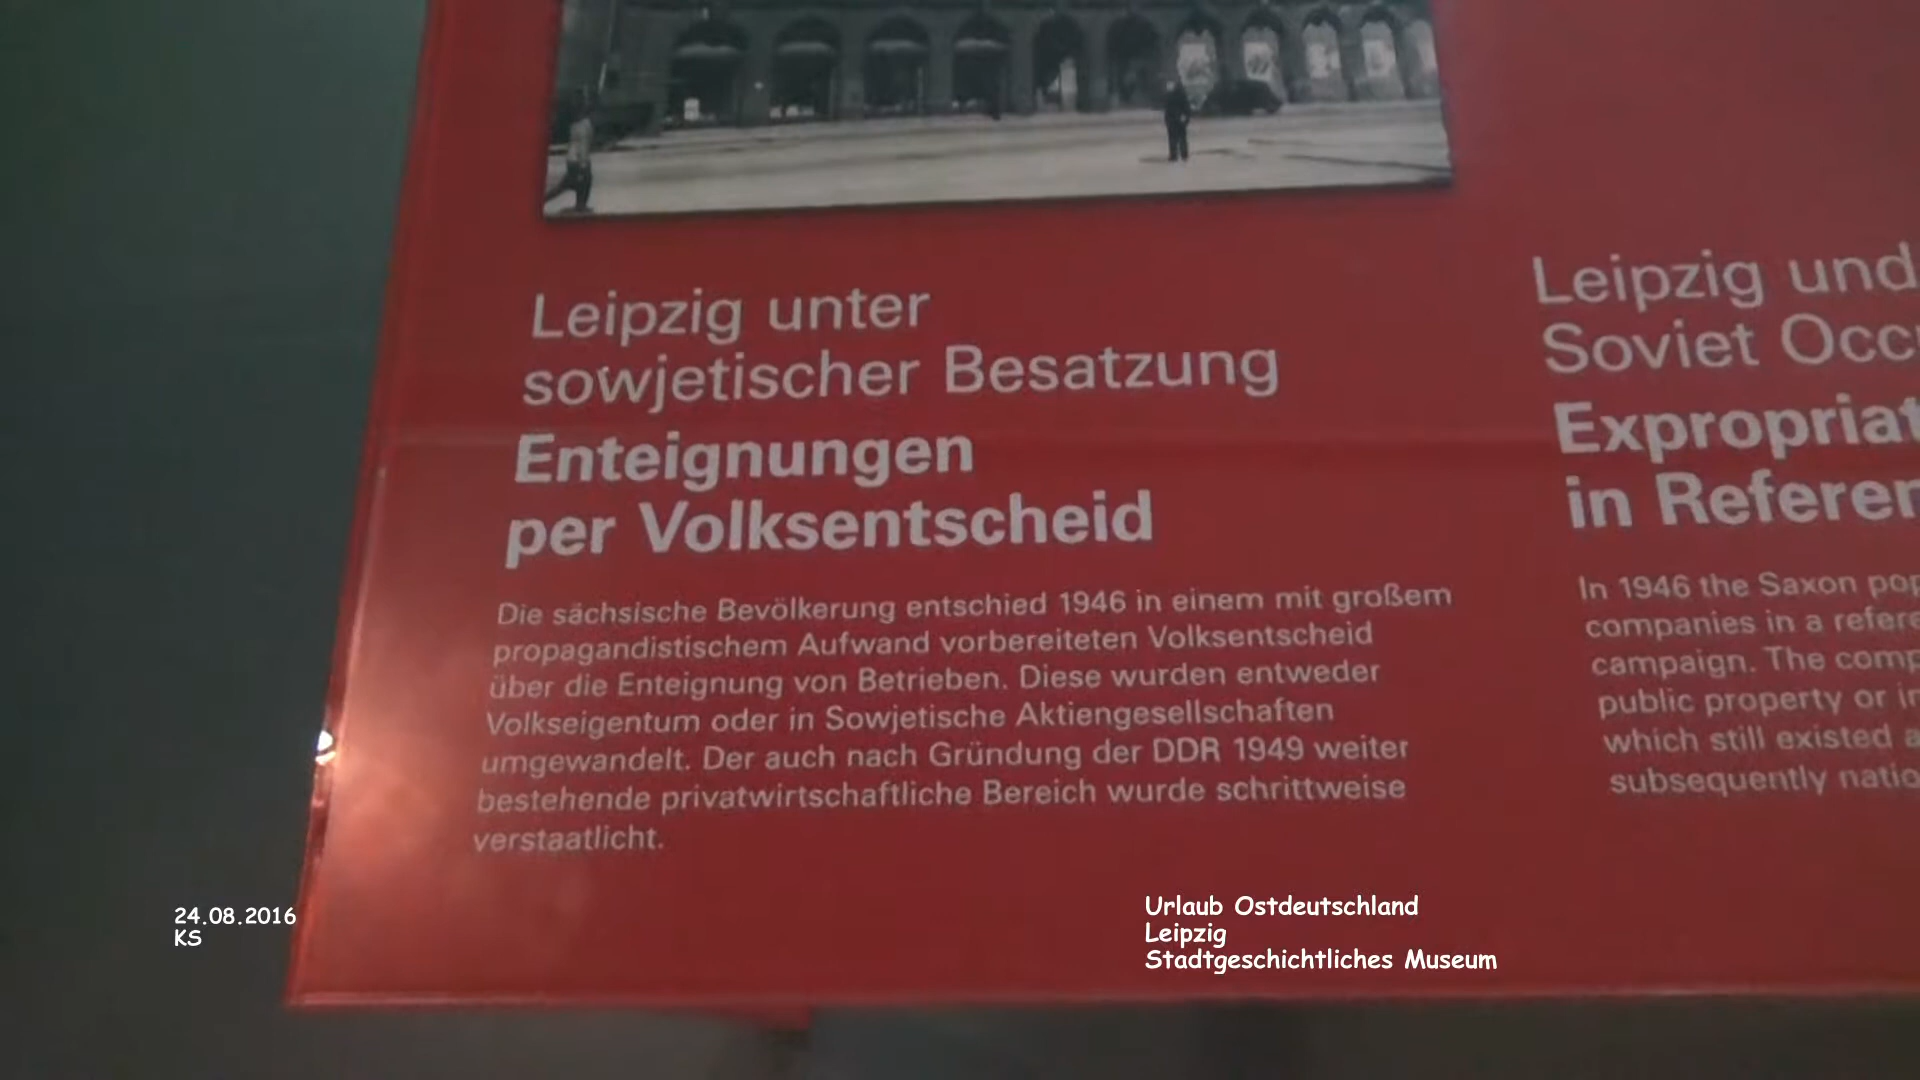 Leipzig unter
sowjetischer Besatzung
Enteignungen
per Volksentscheid
Die sächsische Bevölkerung entschied 1946 in einem mit großem
propagandistischem Aufwand vorbereiteten Volksentscheid
über die Enteignung von Betrieben. Diese wurden entweder
Volkseigentum oder in Sowjetische Aktiengesellschaften
umgewandelt. Der auch nach Gründung der DDR 1949 weiter
bestehende privatwirtschaftliche Bereich wurde schrittweise
verstaatlicht.
Leipzig und
Soviet
in
In 1946 the Saxon
companies in a
campaign. The
public property or
which still existed
subsequently
24.08.2016
KS
Urlaub Ostdeutschland
Leipzig
Stadtgeschichtliches Museum